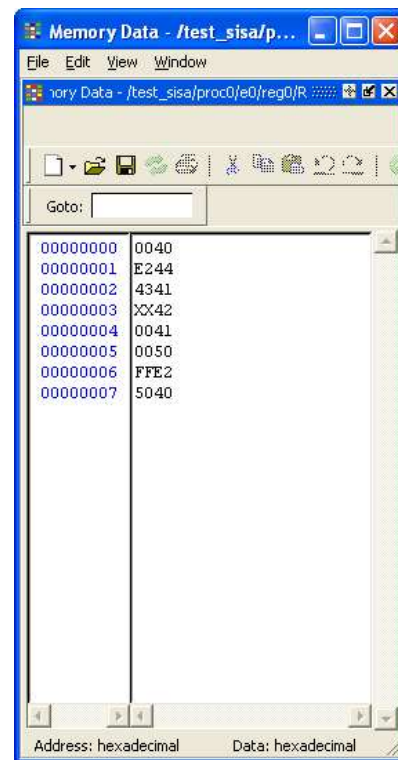 Memory Data - /test_sisa/p...
File Edit View Window
nory Data - /test_sisa/proc0/e0/reg0/R
Goto:
00000000 0040
00000001 E244
00000002 4341
00000003 XX42
00000004 0041
00000005 0050
00000006 FFE2
00000007 5040
Address: hexadecimal Data: hexadecimal